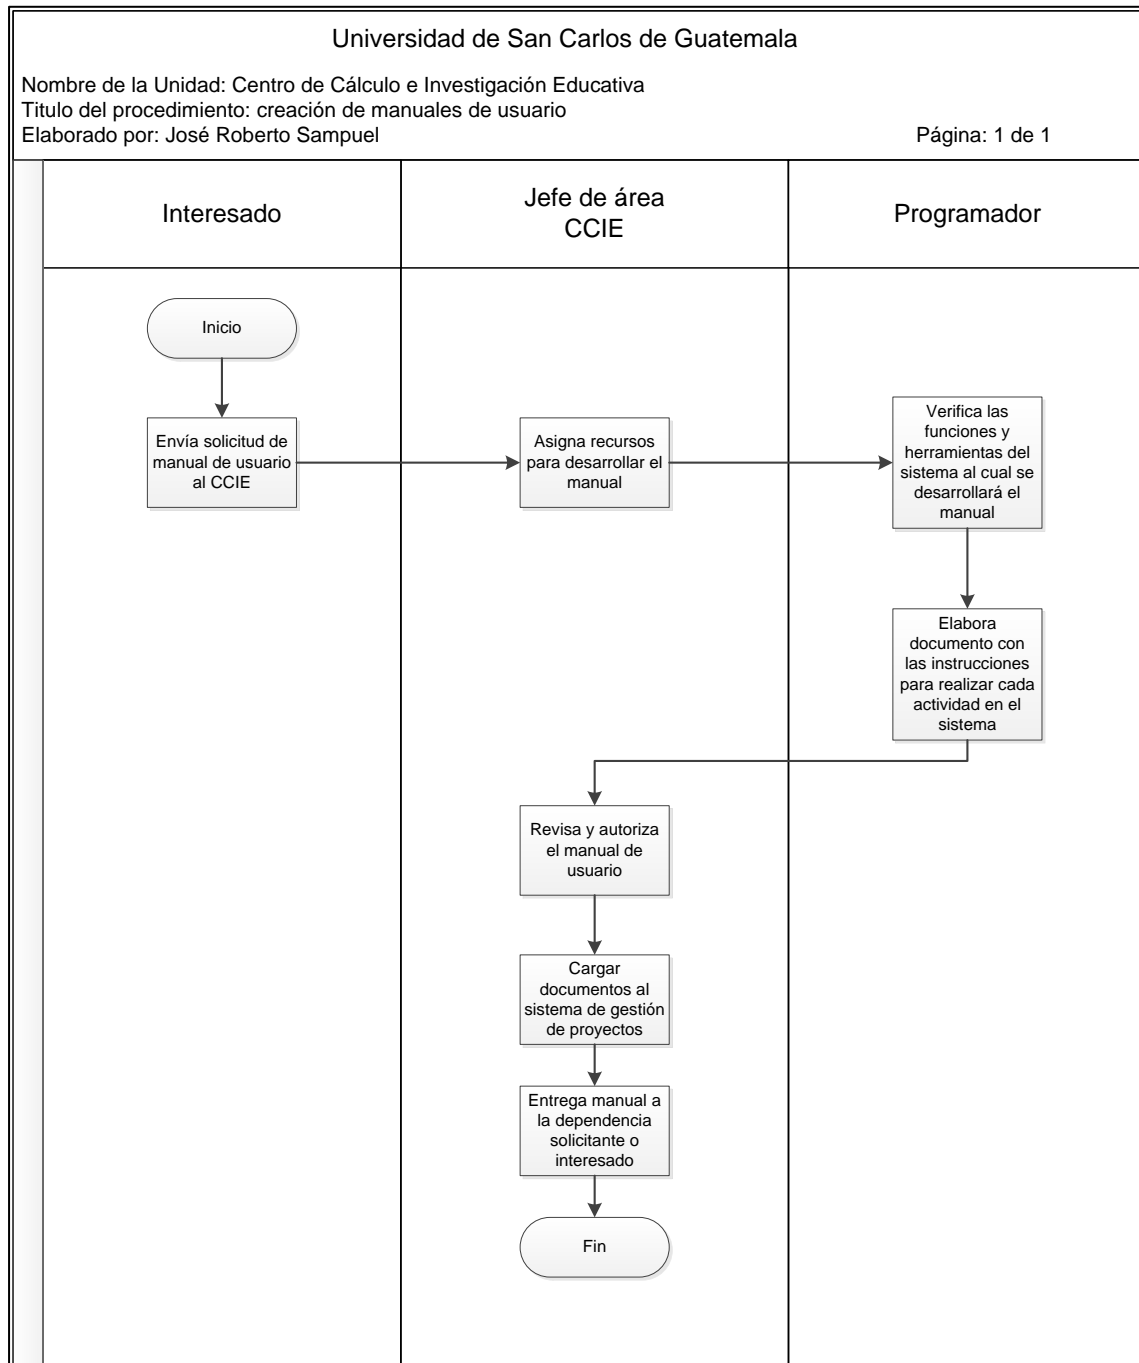 Universidad de San Carlos de Guatemala
Nombre de la Unidad: Centro de Cálculo e Investigación Educativa
Titulo del procedimiento: creación de manuales de usuario
Elaborado por: José Roberto Sampuel
Página: 1 de 1
Interesado
Jefe de área
CCIE
Programador
Inicio
Envía solicitud de
manual de usuario
al CCIE
Asigna recursos
para desarrollar el
manual
Verifica las
funciones y
herramientas del
sistema al cual se
desarrollará el
manual
Elabora
documento con
las instrucciones
para realizar cada
actividad en el
sistema
Revisa y autoriza
el manual de
usuario
Cargar
documentos al
sistema de gestión
de proyectos
Entrega manual a
la dependencia
solicitante o
interesado
Fin